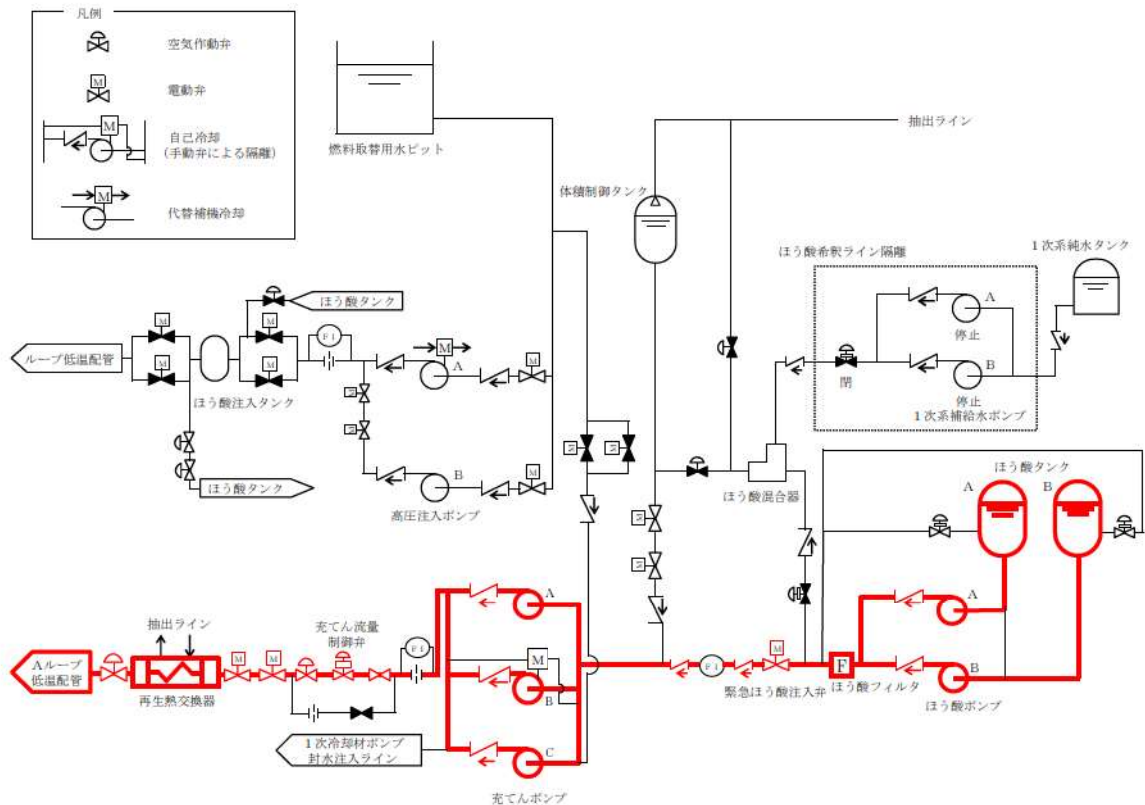 凡例
空気作動弁
M
電動弁
M
自己冷却
(手動弁による隔離)
M
代替補機冷却
燃料取替用水ピット
抽出ライン
体積制御タンク
ほう酸希釈ライン隔離
1次系純水タンク
A
停止
B
停止
閉
1次系補給水ポンプ
ほう酸タンク
M
M
F I
M
A
M
ループ低温配管
M
M
ほう酸注入タンク
M
M
B
M
ほう酸タンク
高圧注入ポンプ
M
M
ほう酸混合器
M
M
ほう酸タンク
A
B
抽出ライン
充てん流量
制御弁
F I
A
M
B
C
Aループ
低温配管
M
M
再生熱交換器
1次冷却材ポンプ
封水注入ライン
充てんポンプ
F I
M
緊急ほう酸注入弁
F
ほう酸フィルタ
A
B
ほう酸ポンプ